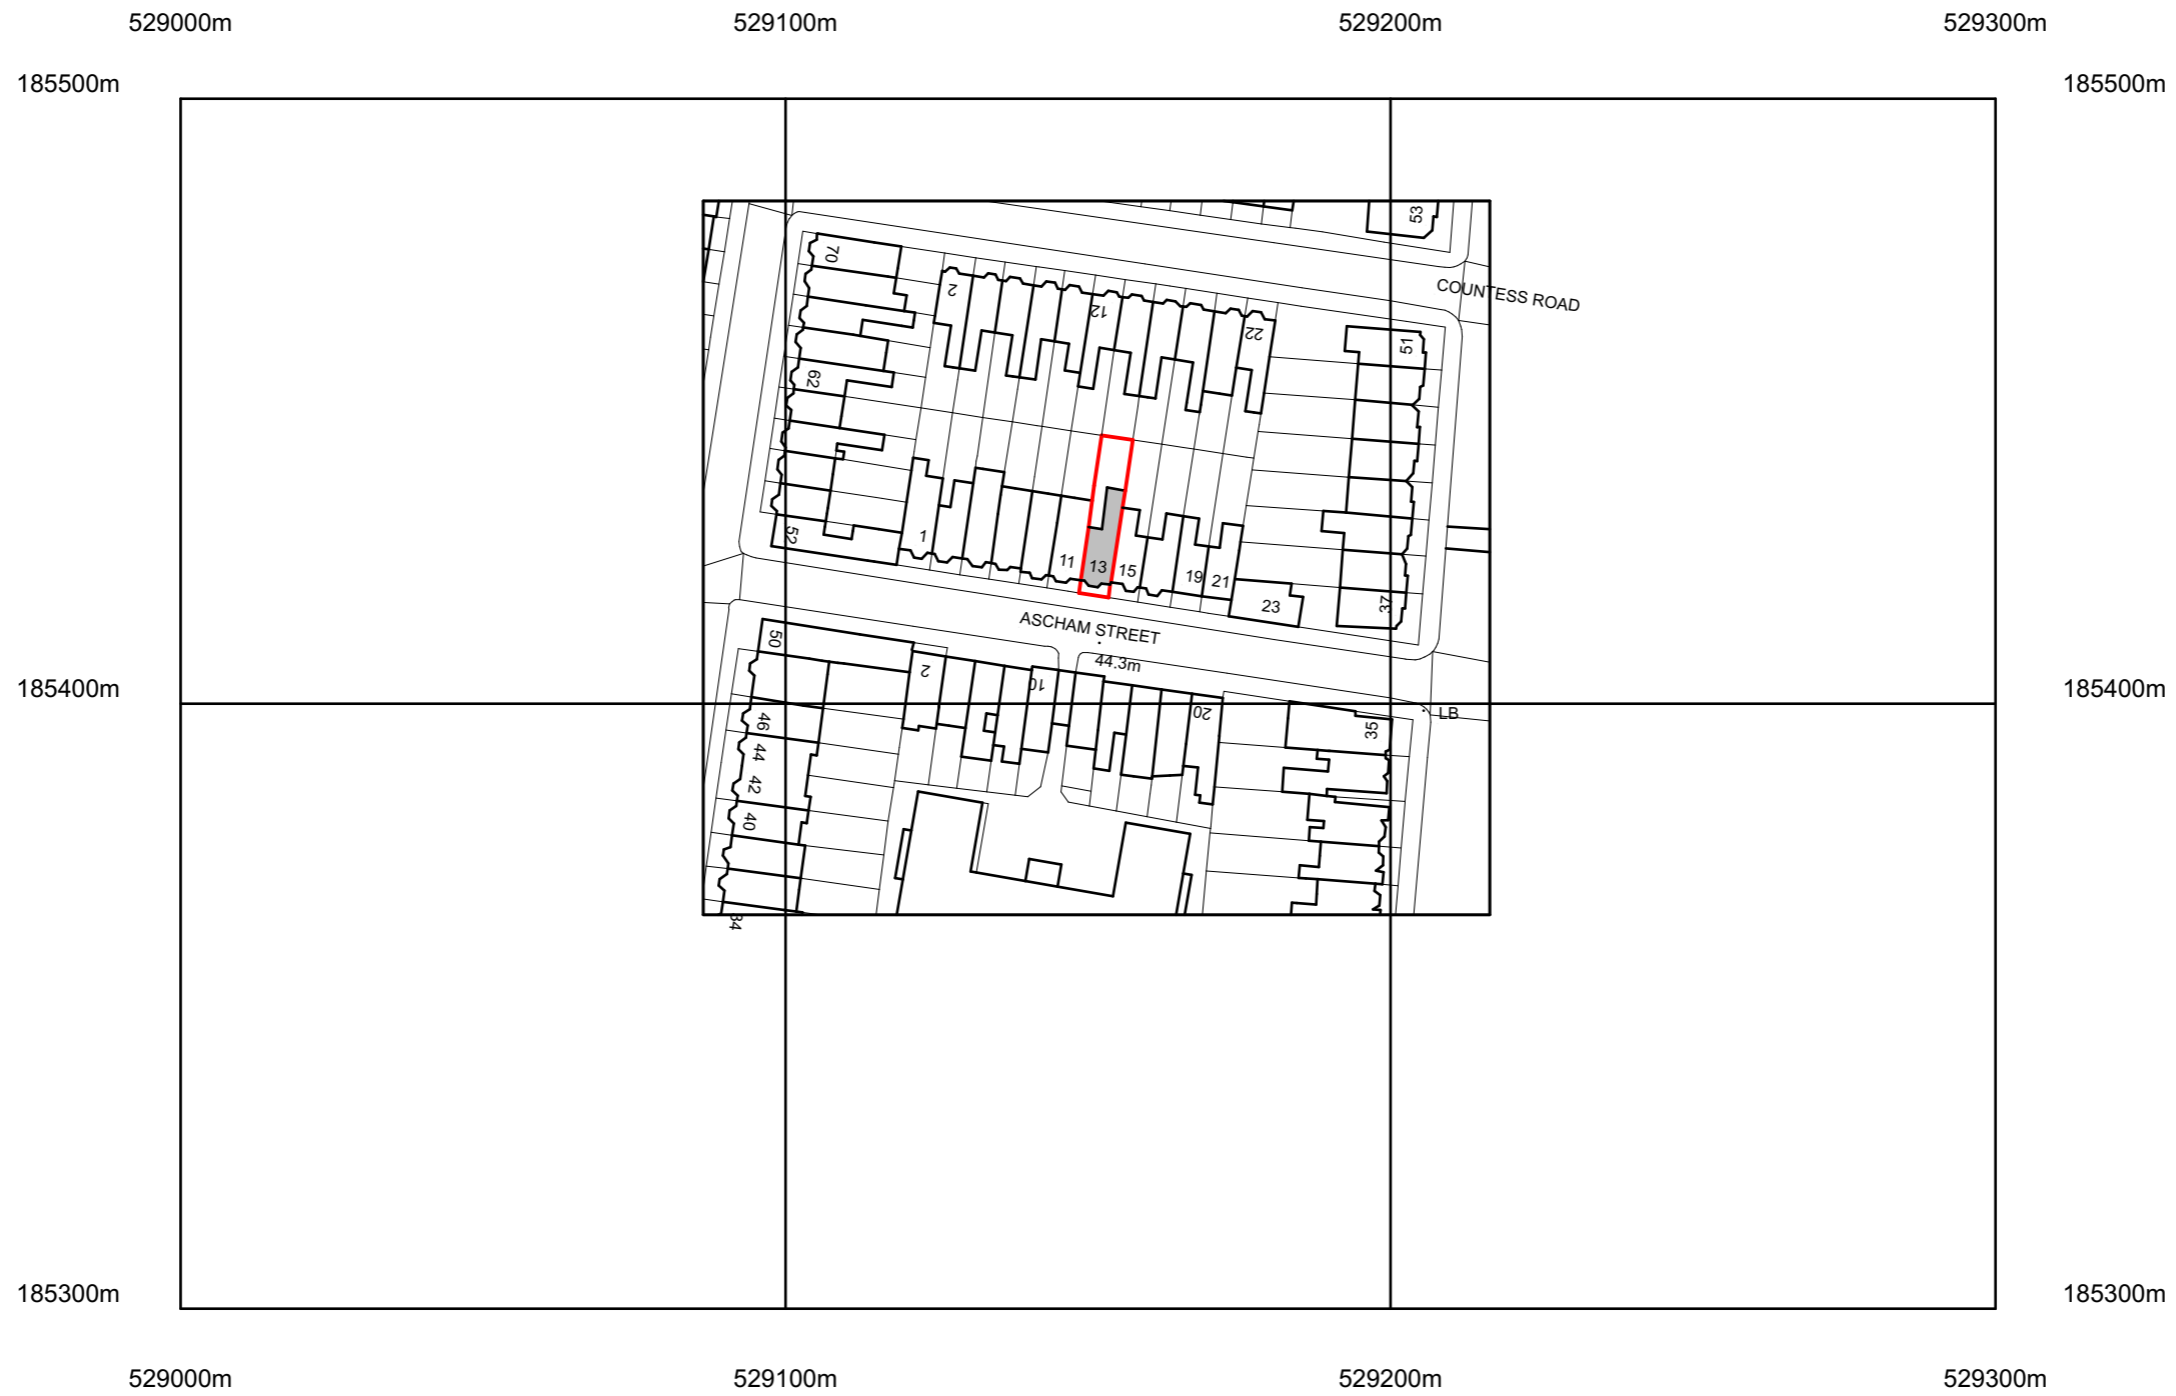 529000m 529100m 529200m 529300m
185500m 185500m
53
70
COUNTESS ROAD
2
12
22
51
62
52
1
11 13 15 19 21
23
37
ASCHAM STREET
50
44.3m
2
10
185400m 185400m
20
LB
46
35
44
42
40
34
185300m 185300m
529000m 529100m 529200m 529300m